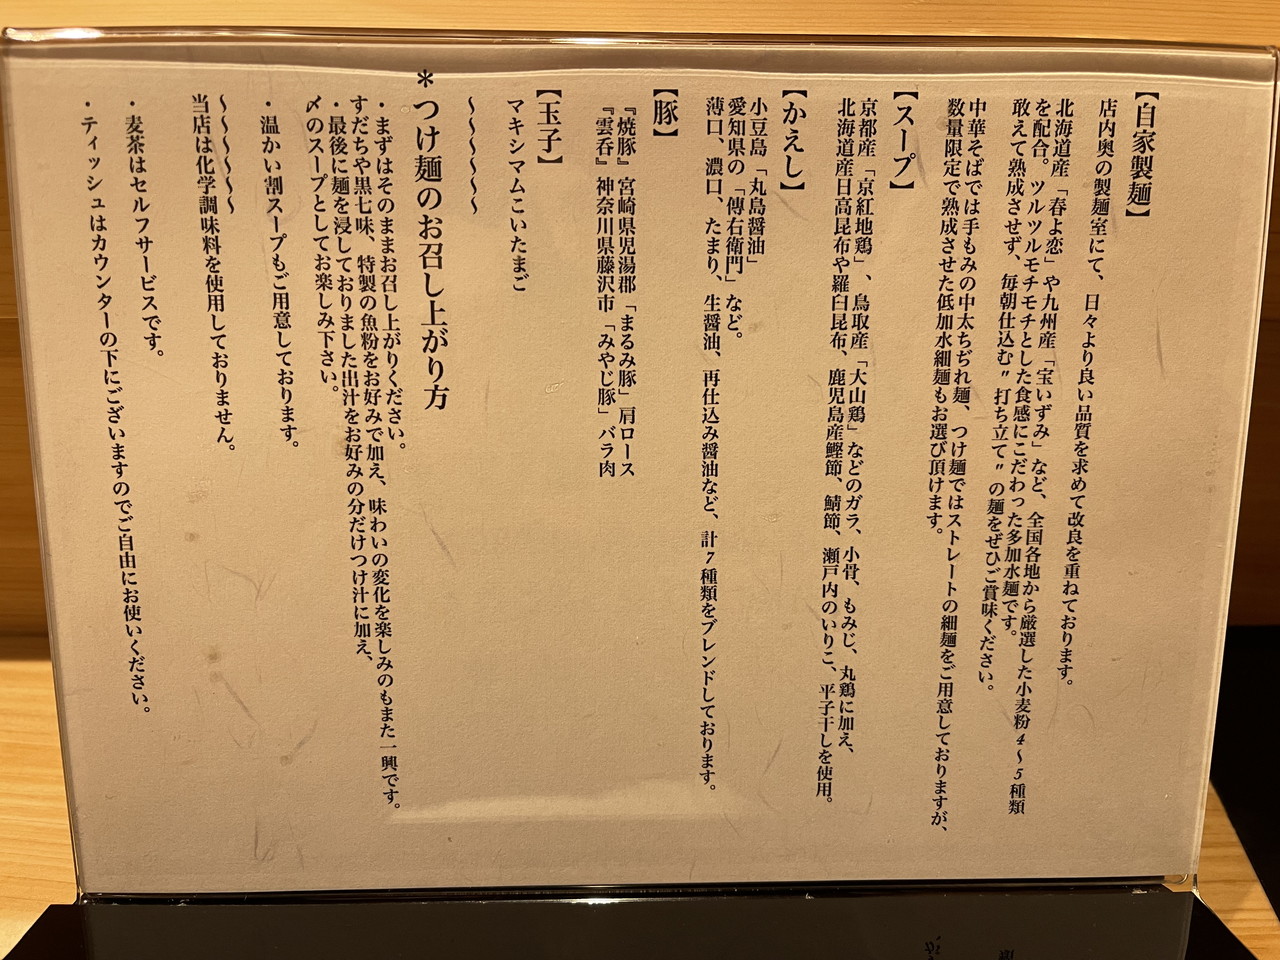 【自家製麺】
店内奥の製麺室にて、日々より良い品質を求めて改良を重ねております。
北海道産「春よ恋」や九州産「宝いずみ」など、全国各地から厳選した小麦粉4〜5種類
を配合。ツルツルモチモチとした食感にこだわった多加水麺です。
敢えて熟成させず、毎朝仕込む〃打ち立て〃の麺をぜひご賞味ください。
中華そばでは手もみの中太ちぢれ麺、つけ麺ではストレートの細麺をご用意しておりますが、
数量限定で熟成させた低加水細麺もお選び頂けます。
【スープ】
京都産「京紅地鶏」、鳥取産「大山鶏」などのガラ、小骨、もみじ、丸鶏に加え、
北海道産日高昆布や羅臼昆布、鹿児島産鰹節、鯖節、瀬戸内のいりこ、平子干しを使用。
【かえし】
小豆島「丸島醤油」
愛知県の「傳右衛門」など。
薄口、濃口、たまり、生醤油、再仕込み醤油など、計7種類をブレンドしております。
【豚】
『焼豚』宮崎県児湯郡「まるみ豚」肩ロース
『雲呑』神奈川県藤沢市「みやじ豚」バラ肉
【玉子】
マキシマムこいたまご
〜〜〜〜〜
＊つけ麺のお召し上がり方
・まずはそのままお召し上がりください。
すだちや黒七味、特製の魚粉をお好みで加え、味わいの変化を楽しみのもまた一興です。
・最後に麺を浸しておりました出汁をお好みの分だけつけ汁に加え、
〆のスープとしてお楽しみ下さい。
・温かい割スープもご用意しております。
〜〜〜〜〜
当店は化学調味料を使用しておりません。
・麦茶はセルフサービスです。
・ティッシュはカウンターの下にございますのでご自由にお使いください。